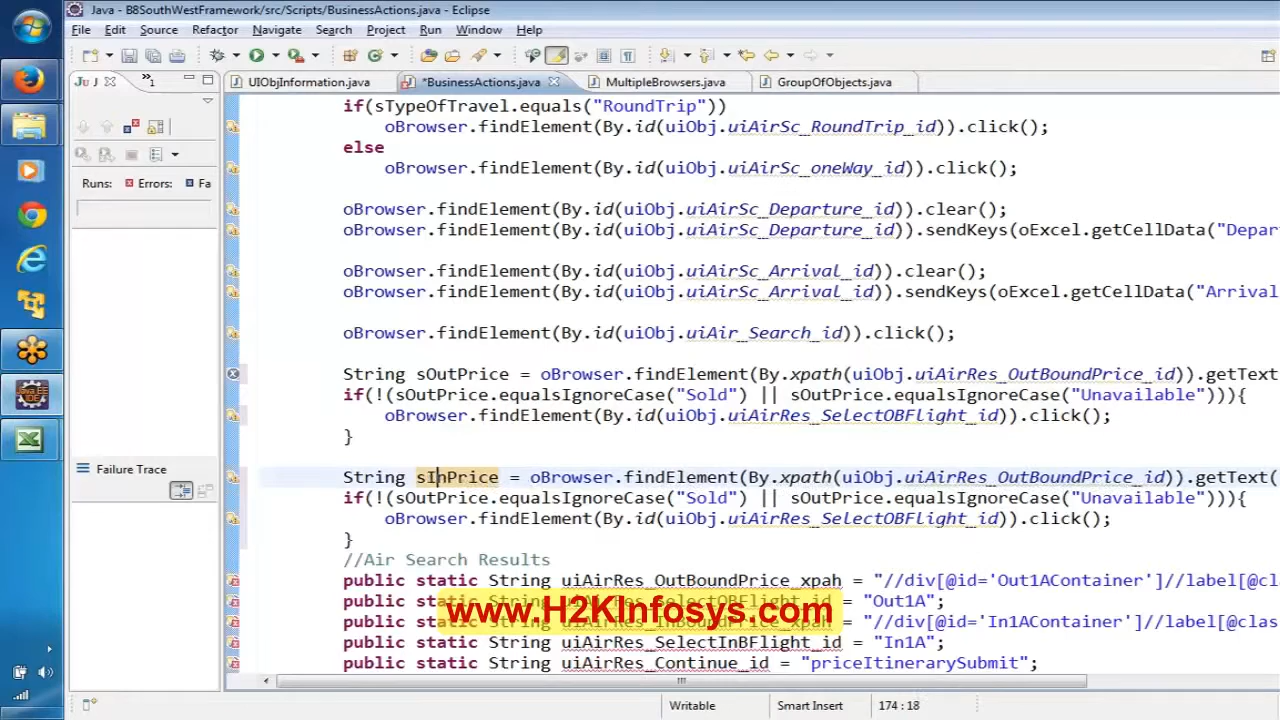 Java - B8SouthWestFramework/src/Scripts/BusinessActions.java - Eclipse
File Edit Source Refactor Navigate Search Project Run Window Help
Ju J
UIObjInformation.java *BusinessActions.java MultipleBrowsers.java GroupOfObjects.java
Runs: Errors: Fa
Failure Trace
if(sTypeOfTravel.equals("RoundTrip"))
oBrowser.findElement(By.id(uiObj.uiAirSc_RoundTrip_id)).click();
else
oBrowser.findElement(By.id(uiObj.uiAirSc_oneWay_id)).click();
oBrowser.findElement(By.id(uiObj.uiAirSc_Departure_id)).clear();
oBrowser.findElement(By.id(uiObj.uiAirSc_Departure_id)).sendKeys(oExcel.getCellData("Depar
oBrowser.findElement(By.id(uiObj.uiAirSc_Arrival_id)).clear();
oBrowser.findElement(By.id(uiObj.uiAirSc_Arrival_id)).sendKeys(oExcel.getCellData("Arrival
oBrowser.findElement(By.id(uiObj.uiAir_Search_id)).click();
String sOutPrice = oBrowser.findElement(By.xpath(uiObj.uiAirRes_OutBoundPrice_id)).getText
if(!(sOutPrice.equalsIgnoreCase("Sold") || sOutPrice.equalsIgnoreCase("Unavailable"))){
oBrowser.findElement(By.id(uiObj.uiAirRes_SelectOBFlight_id)).click();
}
String sInPrice = oBrowser.findElement(By.xpath(uiObj.uiAirRes_OutBoundPrice_id)).getText(
if(!(sOutPrice.equalsIgnoreCase("Sold") || sOutPrice.equalsIgnoreCase("Unavailable"))){
oBrowser.findElement(By.id(uiObj.uiAirRes_SelectOBFlight_id)).click();
}
//Air Search Results
public static String uiAirRes_OutBoundPrice_xpah = "//div[@id='Out1AContainer']//label[@c
public static String uiAirRes_SelectOBFlight_id = "Out1A";
public static String uiAirRes_InBoundPrice_xpah = "//div[@id='In1AContainer']//label[@clas
public static String uiAirRes_SelectInBFlight_id = "In1A";
public static String uiAirRes_Continue_id = "priceItinerarySubmit";
www.H2KInfosys.com
Writable Smart Insert 174 : 18